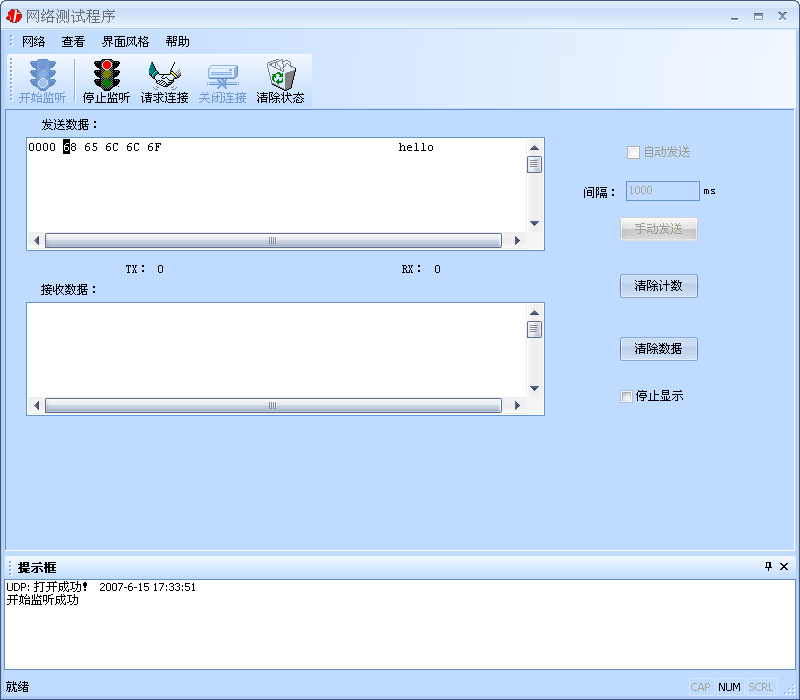 网络测试程序
网络 查看 界面风格 帮助
开始监听 停止监听 请求连接 关闭连接 清除状态
发送数据：
0000 68 65 6C 6C 6F hello
自动发送
间隔： 1000 ms
手动发送
TX： 0 RX： 0
清除计数
接收数据：
清除数据
停止显示
提示框
UDP: 打开成功! 2007-6-15 17:33:51
开始监听成功
就绪 CAP NUM SCRL